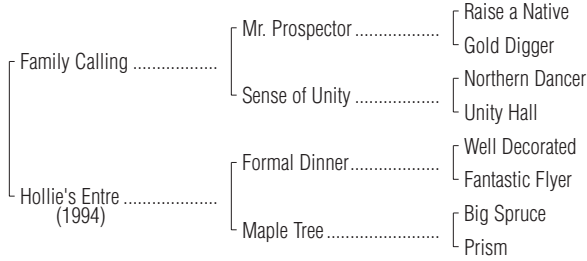 Raise a Native
Mr. Prospector ....................
Gold Digger
Family Calling ....................
Northern Dancer
Sense of Unity ....................
Unity Hall
Well Decorated
Formal Dinner .....................
Fantastic Flyer
Hollie's Entre ......................
(1994)
Big Spruce
Maple Tree ..........................
Prism